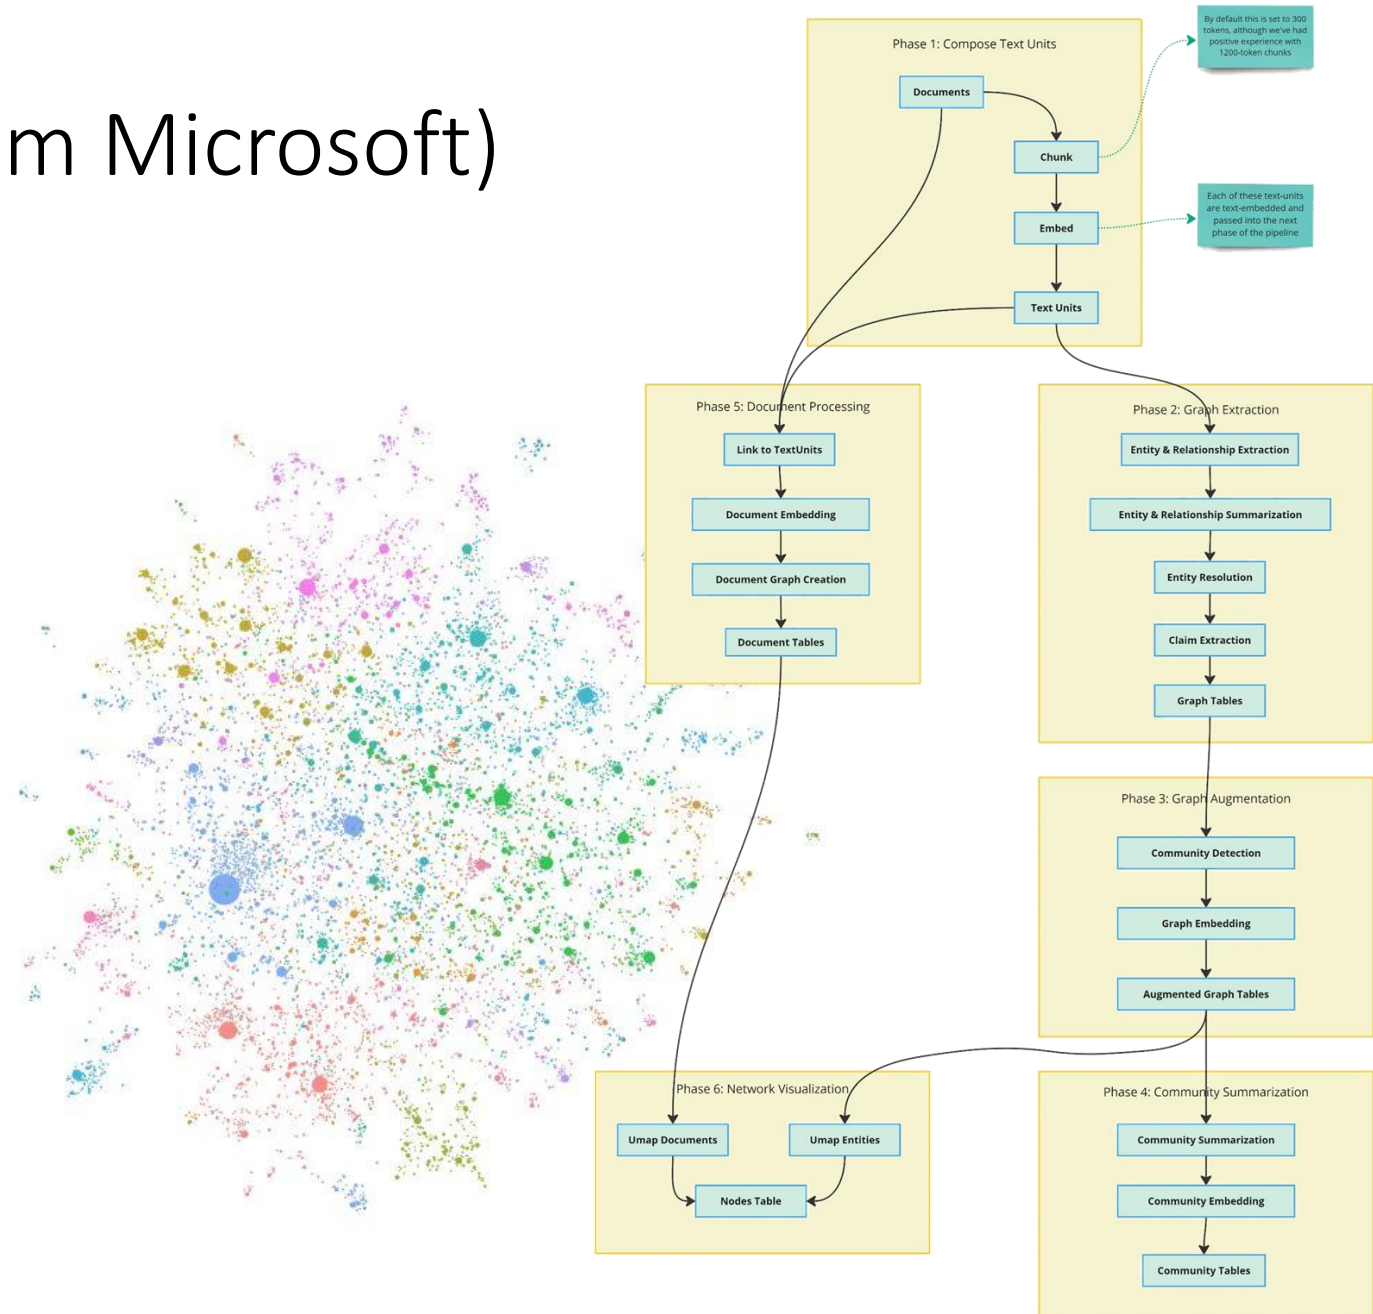 m Microsoft)
Phase 1: Compose Text Units
Documents
Chunk
Embed
Text Units
By default this is set to 300
tokens, although we've had
positive experience with
1200-token chunks
Each of these text-units
are text-embedded and
passed into the next
phase of the pipeline
Phase 5: Document Processing
Link to TextUnits
Document Embedding
Document Graph Creation
Document Tables
Phase 2: Graph Extraction
Entity & Relationship Extraction
Entity & Relationship Summarization
Entity Resolution
Claim Extraction
Graph Tables
Phase 3: Graph Augmentation
Community Detection
Graph Embedding
Augmented Graph Tables
Phase 6: Network Visualization
Umap Documents
Umap Entities
Nodes Table
Phase 4: Community Summarization
Community Summarization
Community Embedding
Community Tables